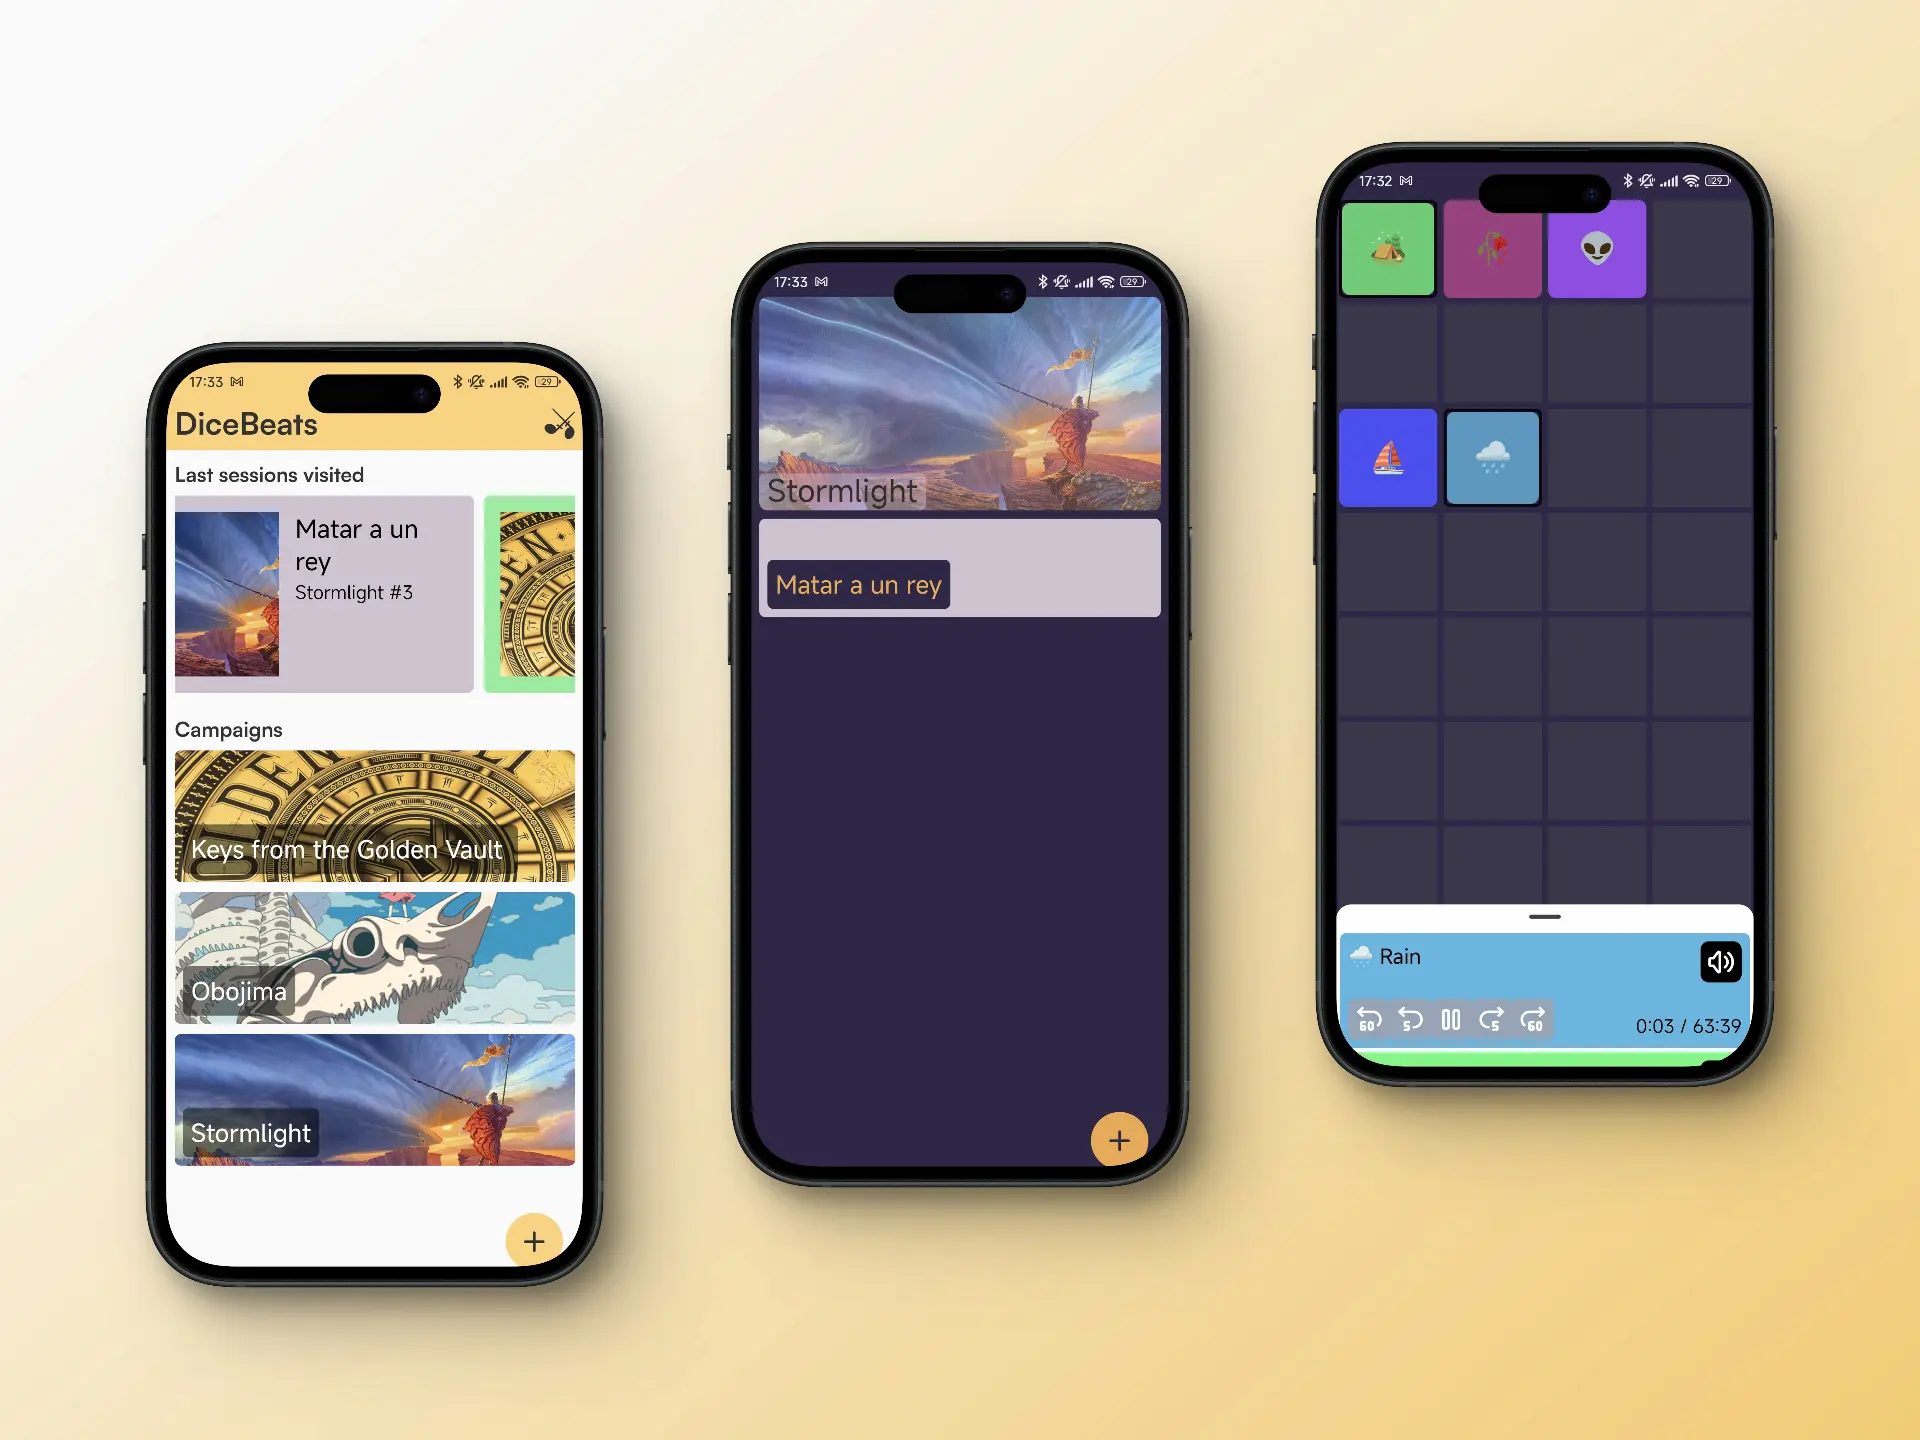 17:33
29
DiceBeats
Last sessions visited
Matar a un
rey
Stormlight #3
DEN.
Campaigns
OLDEN
Keys from the Golden Vault
Obojima
Stormlight
17:33
29
Stormlight
Matar a un rey
17:32
29
Rain
60 5 5 60
0:03 / 63:39